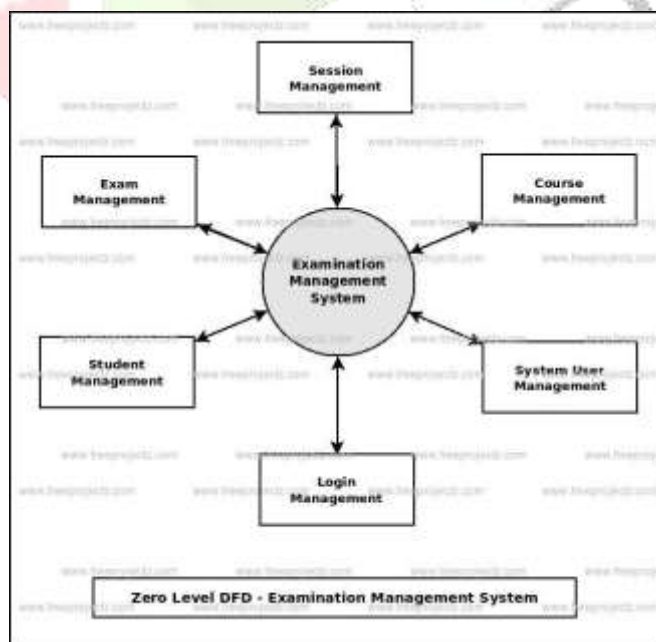 Session
Management
Exam
Management
Course
Management
Examination
Management
System
Student
Management
System User
Management
Login
Management
Zero Level DFD - Examination Management System